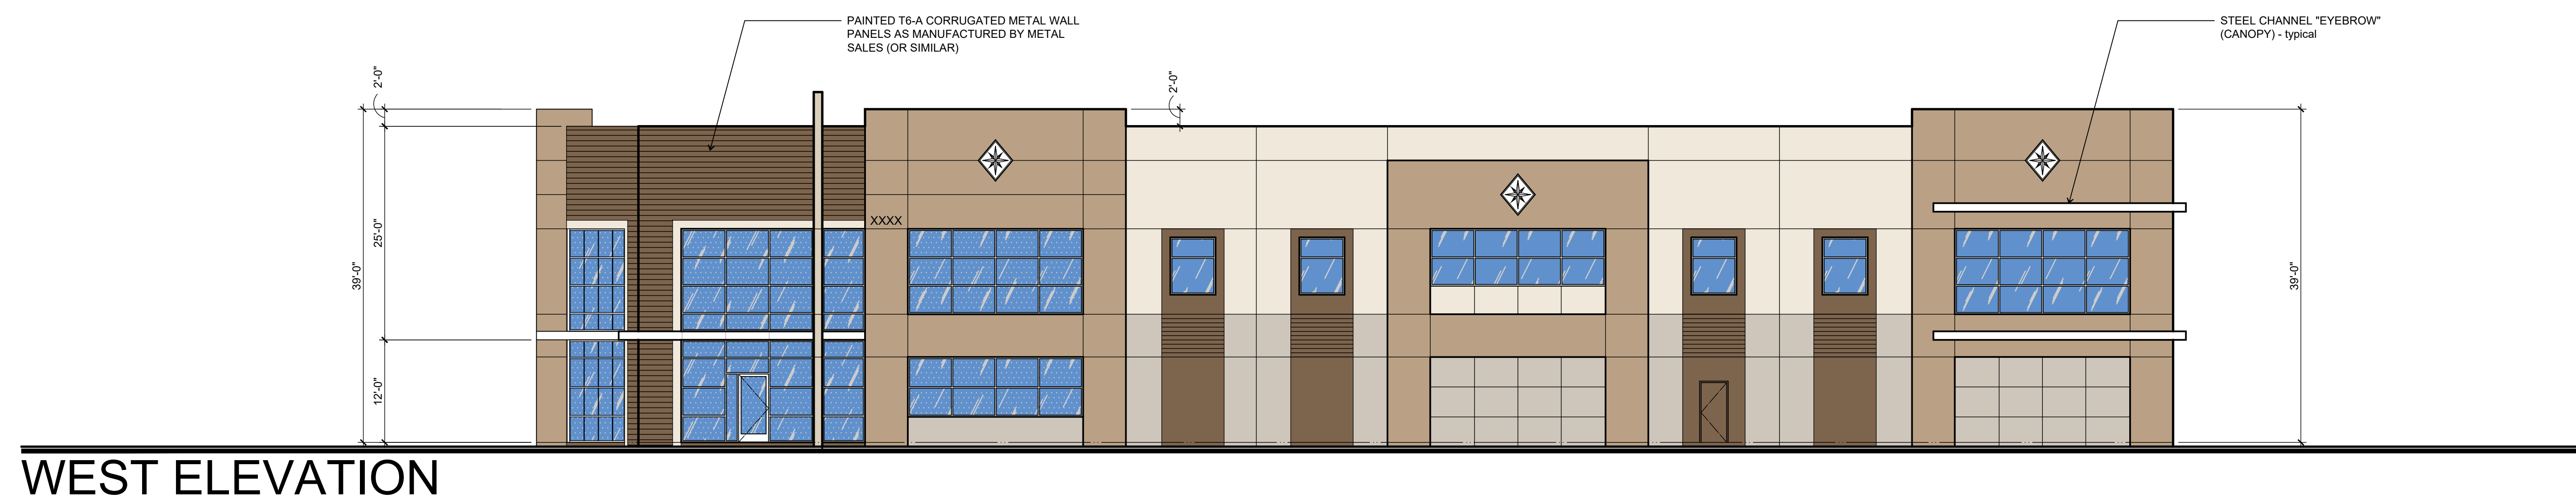 PAINTED T6-A CORRUGATED METAL WALL
PANELS AS MANUFACTURED BY METAL
SALES (OR SIMILAR)
STEEL CHANNEL "EYEBROW"
(CANOPY) - typical
2'-0"
2'-0"
25'-0"
39'-0"
12'-0"
XXXX
39'-0"
WEST ELEVATION